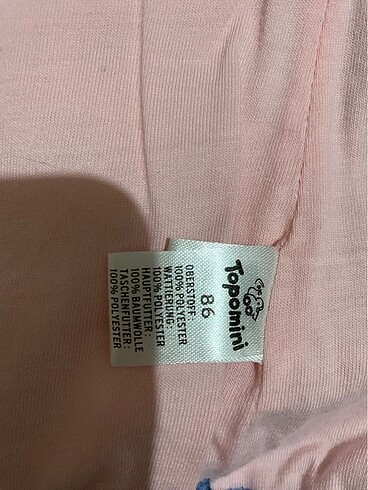 Topomini
86
OBERSTOFF:
100% POLYESTER
WATTIERUNG:
100% POLYESTER
HAUPTFUTTER:
100% BAUMWOLLE
TASCHENFUTTER:
100% POLYESTER